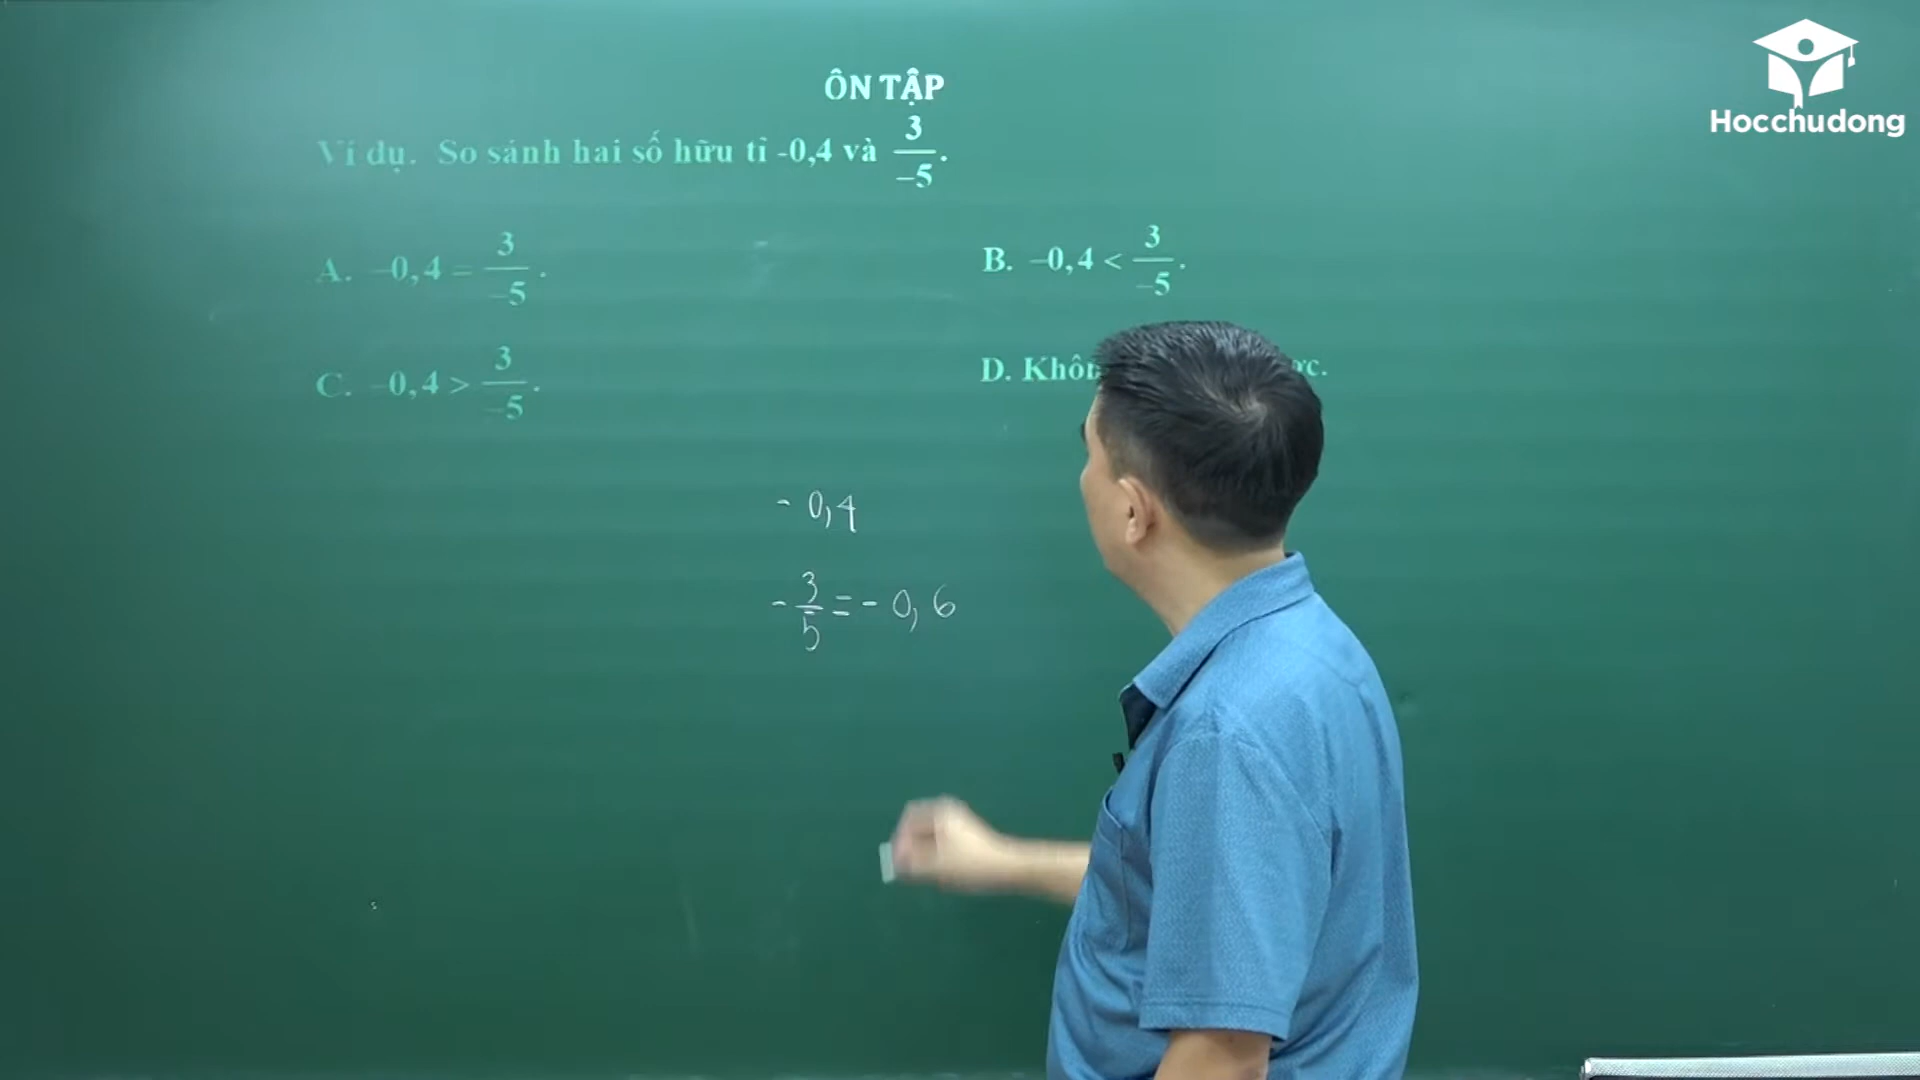 Hocchudong
ÔN TẬP
Ví dụ. So sánh hai số hữu tỉ -0,4 và 3/–5.
A. –0,4 = 3/–5.
B. –0,4 < 3/–5.
C. –0,4 > 3/–5.
D.
- 0,4
- 3/5 = - 0,6